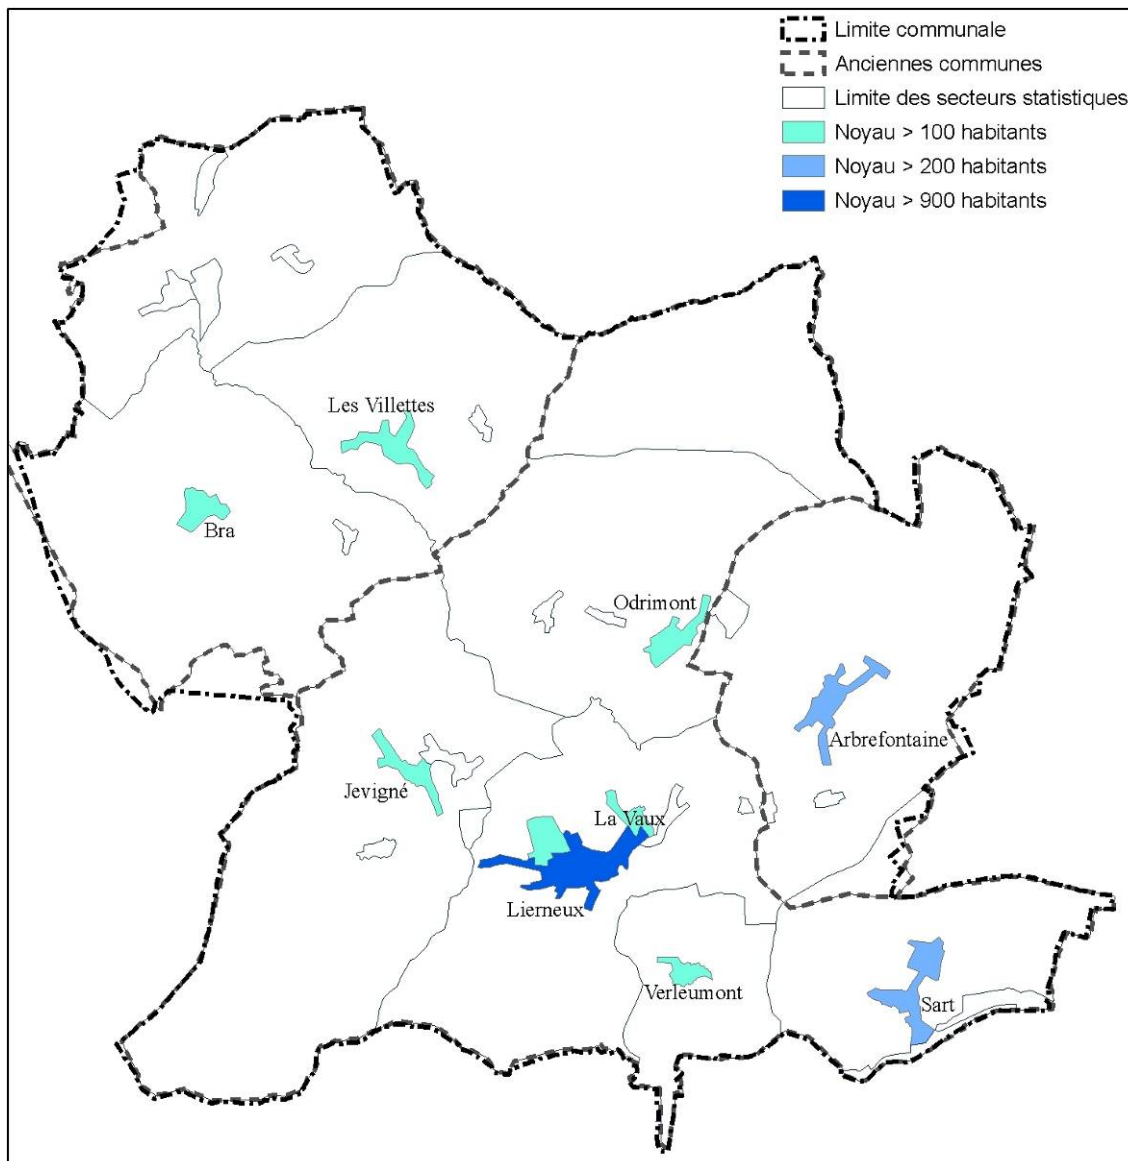 Limite communale
Anciennes communes
Limite des secteurs statistiques
Noyau > 100 habitants
Noyau > 200 habitants
Noyau > 900 habitants
Les Villettes
Bra
Odrimont
Arbrefontaine
Jevigné
La Vaux
Lierneux
Verleumont
Sart